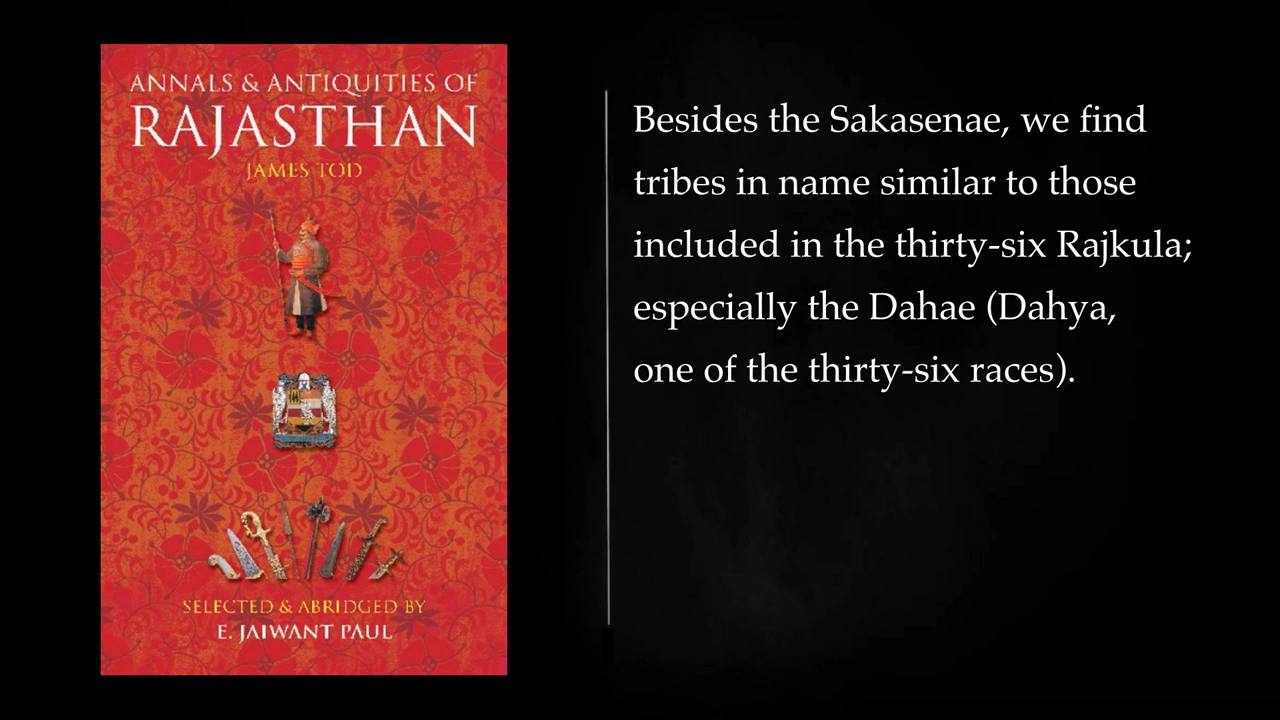 ANNALS & ANTIQUITIES OF
RAJASTHAN
JAMES TOD
SELECTED & ABRIDGED BY
E. JAIWANT PAUL
Besides the Sakasenae, we find
tribes in name similar to those
included in the thirty-six Rajkula;
especially the Dahae (Dahya,
one of the thirty-six races).